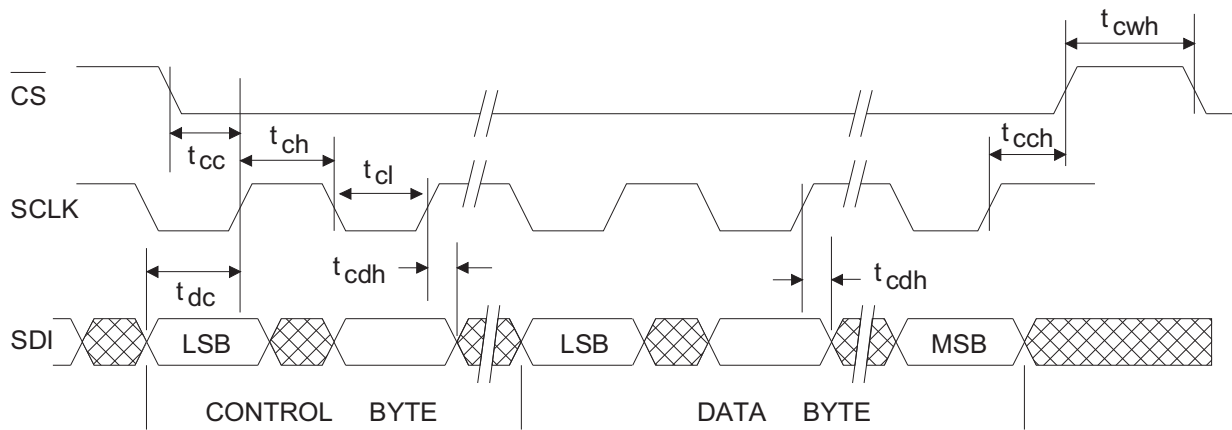 t cwh
CS
t cc
t ch
t cch
t cl
SCLK
t cdh
t cdh
t dc
SDI
LSB
LSB
MSB
CONTROL BYTE
DATA BYTE